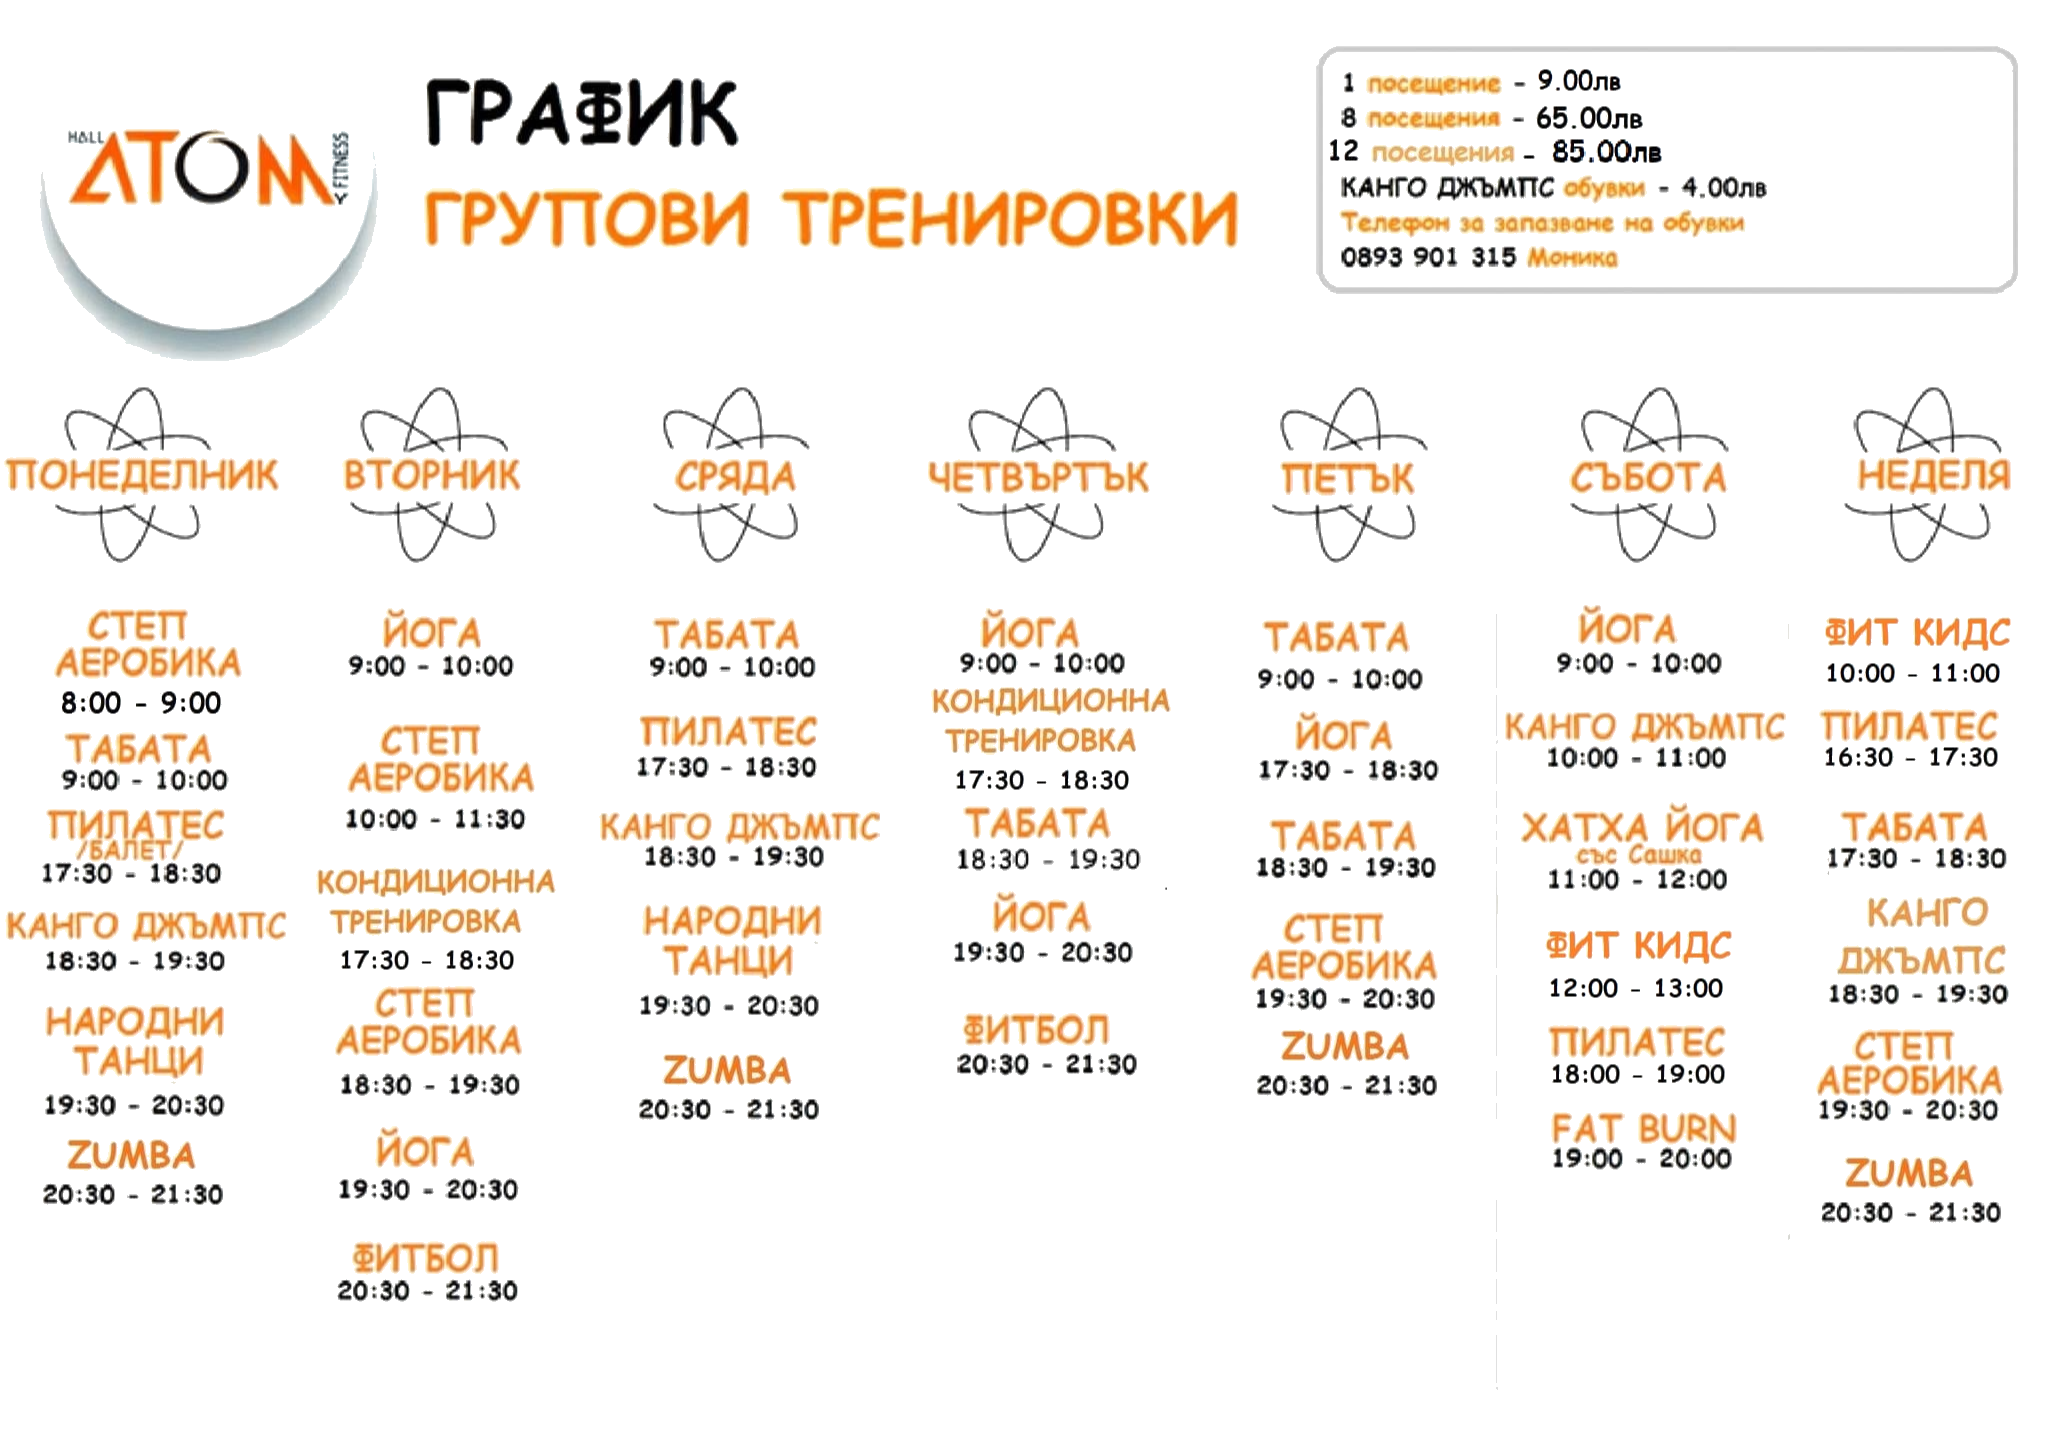 HALL
ATOM
FITNESS
ГРАФИК
ГРУПОВИ ТРЕНИРОВКИ
1 посещение - 9.00лв
8 посещения - 65.00лв
12 посещения - 85.00лв
КАНГО ДЖЪМПС обувки - 4.00лв
Телефон за запазване на обувки
0893 901 315 Моника
ПОНЕДЕЛНИК
СТЕП
АЕРОБИКА
8:00 - 9:00
ТАБАТА
9:00 - 10:00
ПИЛАТЕС
/БАЛЕТ/
17:30 - 18:30
КАНГО ДЖЪМПС
18:30 - 19:30
НАРОДНИ
ТАНЦИ
19:30 - 20:30
ZUMBA
20:30 - 21:30
ВТОРНИК
ЙОГА
9:00 - 10:00
СТЕП
АЕРОБИКА
10:00 - 11:30
КОНДИЦИОННА
ТРЕНИРОВКА
17:30 - 18:30
СТЕП
АЕРОБИКА
18:30 - 19:30
ЙОГА
19:30 - 20:30
ФИТБОЛ
20:30 - 21:30
СРЯДА
ТАБАТА
9:00 - 10:00
ПИЛАТЕС
17:30 - 18:30
КАНГО ДЖЪМПС
18:30 - 19:30
НАРОДНИ
ТАНЦИ
19:30 - 20:30
ZUMBA
20:30 - 21:30
ЧЕТВЪРТЪК
ЙОГА
9:00 - 10:00
КОНДИЦИОННА
ТРЕНИРОВКА
17:30 - 18:30
ТАБАТА
18:30 - 19:30
ЙОГА
19:30 - 20:30
ФИТБОЛ
20:30 - 21:30
ПЕТЪК
ТАБАТА
9:00 - 10:00
ЙОГА
17:30 - 18:30
ТАБАТА
18:30 - 19:30
СТЕП
АЕРОБИКА
19:30 - 20:30
ZUMBA
20:30 - 21:30
СЪБОТА
ЙОГА
9:00 - 10:00
КАНГО ДЖЪМПС
10:00 - 11:00
ХАТХА ЙОГА
със Сашка
11:00 - 12:00
ФИТ КИДС
12:00 - 13:00
ПИЛАТЕС
18:00 - 19:00
FAT BURN
19:00 - 20:00
НЕДЕЛЯ
ФИТ КИДС
10:00 - 11:00
ПИЛАТЕС
16:30 - 17:30
ТАБАТА
17:30 - 18:30
КАНГО
ДЖЪМПС
18:30 - 19:30
СТЕП
АЕРОБИКА
19:30 - 20:30
ZUMBA
20:30 - 21:30